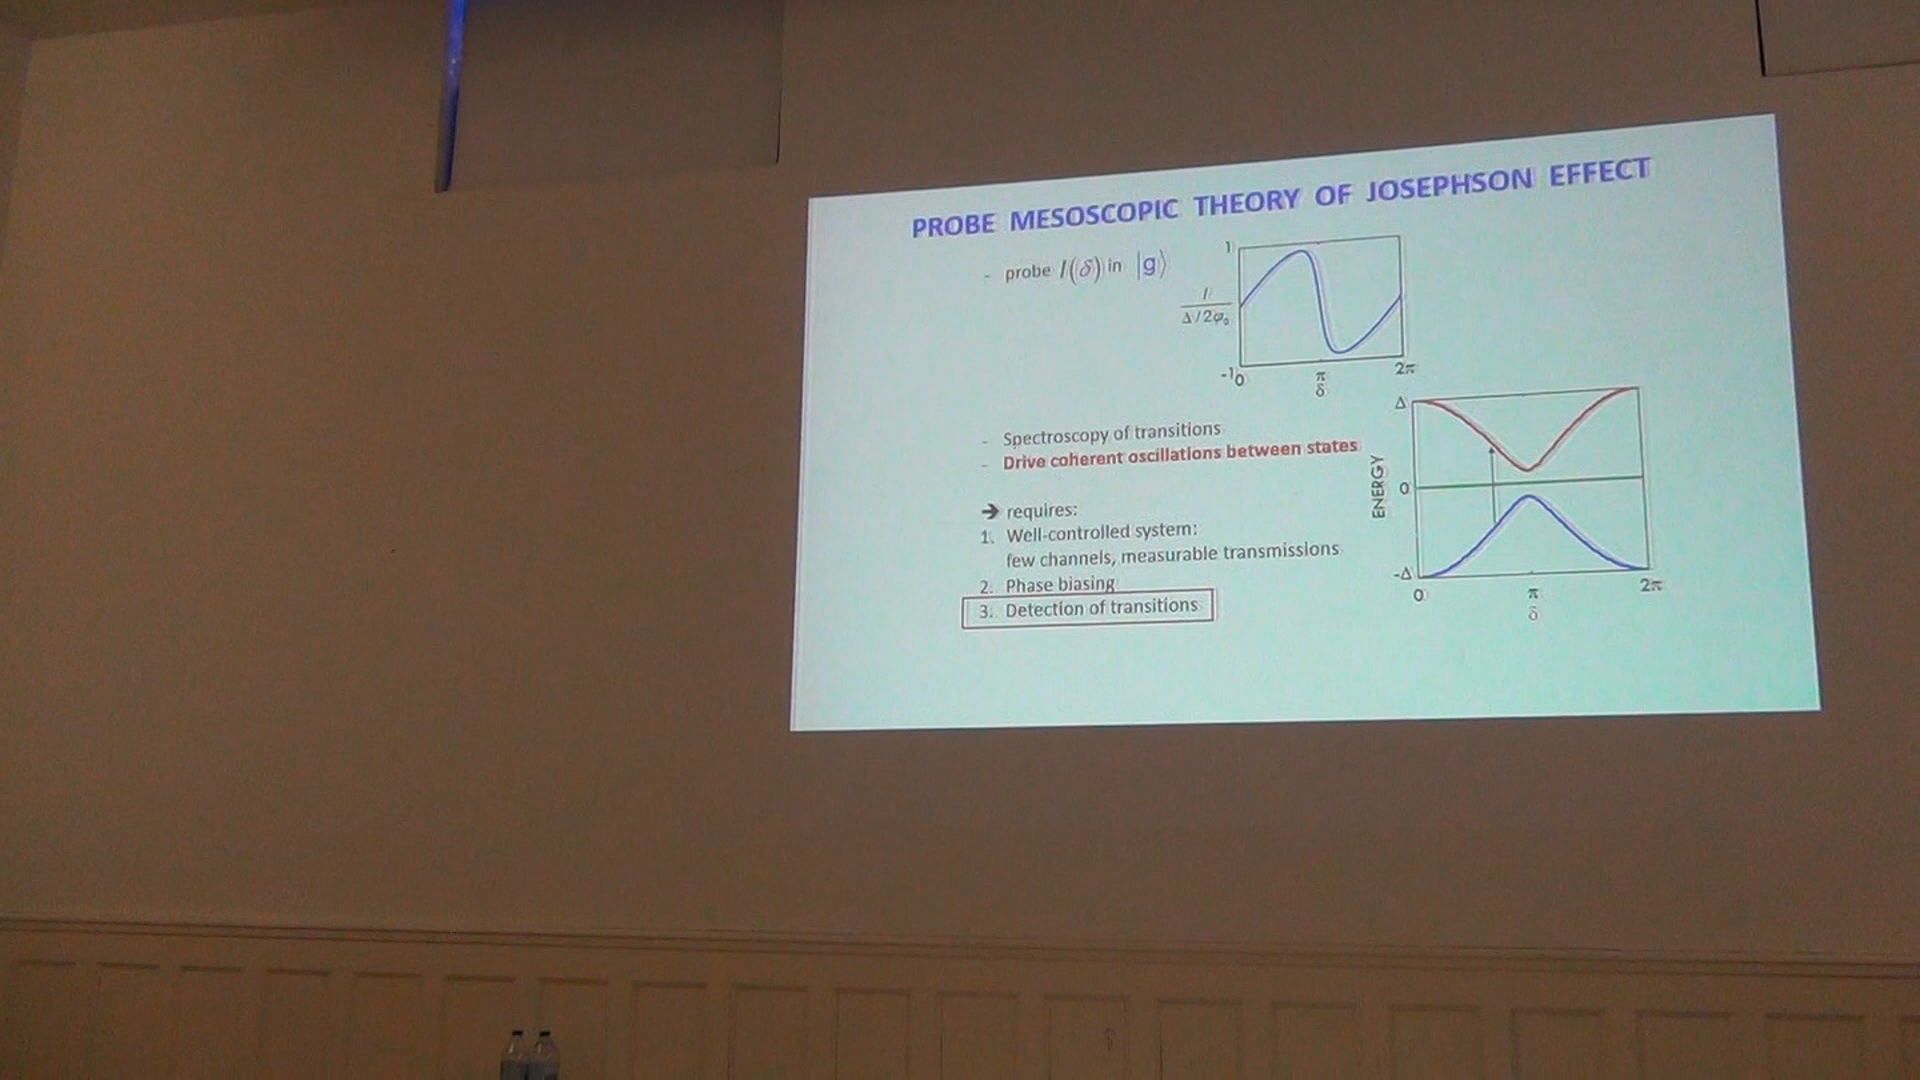 PROBE MESOSCOPIC THEORY OF JOSEPHSON EFFECT
- probe I(δ) in |g⟩
1
I
Δ/2φ₀
-1
0
π
2π
δ
- Spectroscopy of transitions
- Drive coherent oscillations between states
→ requires:
1. Well-controlled system:
few channels, measurable transmissions
2. Phase biasing
3. Detection of transitions
Δ
ENERGY
0
-Δ
0
π
2π
δ